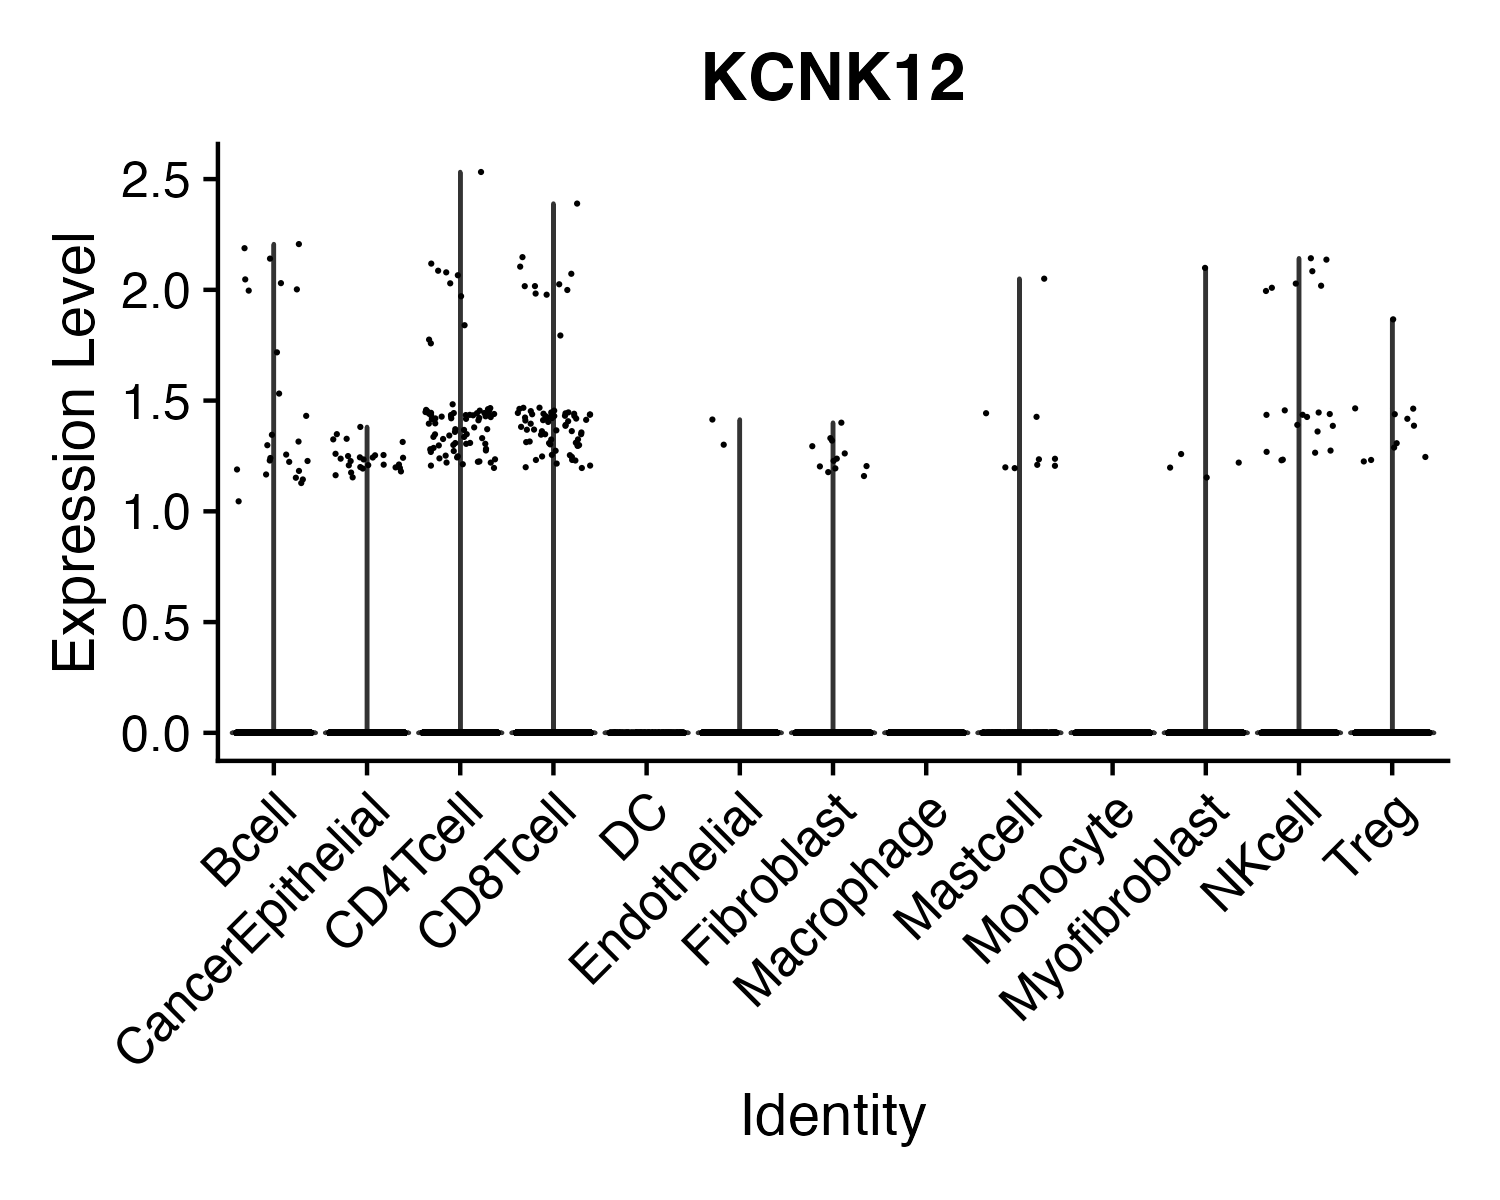 KCNK12
Expression Level
2.5
2.0
1.5
1.0
0.5
0.0
Bcell
CancerEpithelial
CD4Tcell
CD8Tcell
DC
Endothelial
Fibroblast
Macrophage
Mastcell
Monocyte
Myofibroblast
NKcell
Treg
Identity